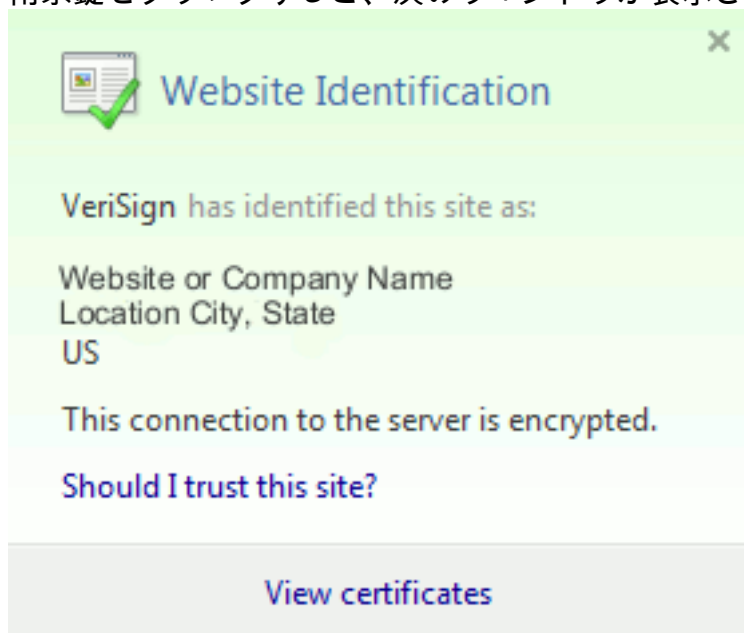 Website Identification
VeriSign has identified this site as:
Website or Company Name
Location City, State
US
This connection to the server is encrypted.
Should I trust this site?
View certificates